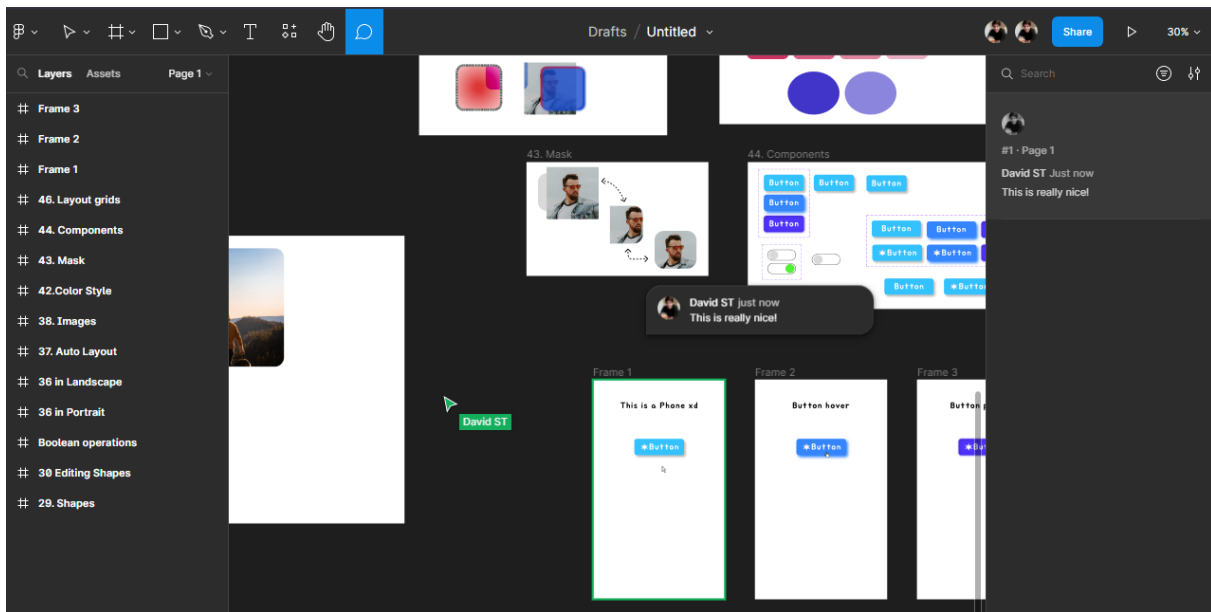 Drafts / Untitled
Share
30%
Layers Assets Page 1
Frame 3
Frame 2
Frame 1
46. Layout grids
44. Components
43. Mask
42.Color Style
38. Images
37. Auto Layout
36 in Landscape
36 in Portrait
Boolean operations
30 Editing Shapes
29. Shapes
43. Mask
44. Components
Button Button Button
Button
Button
Button Button
*Button *Button
Button
David ST just now
This is really nice!
David ST
Frame 1
This is a Phone xd
*Button
Frame 2
Button hover
*Button
Frame 3
Button
Search
#1 · Page 1
David ST Just now
This is really nice!